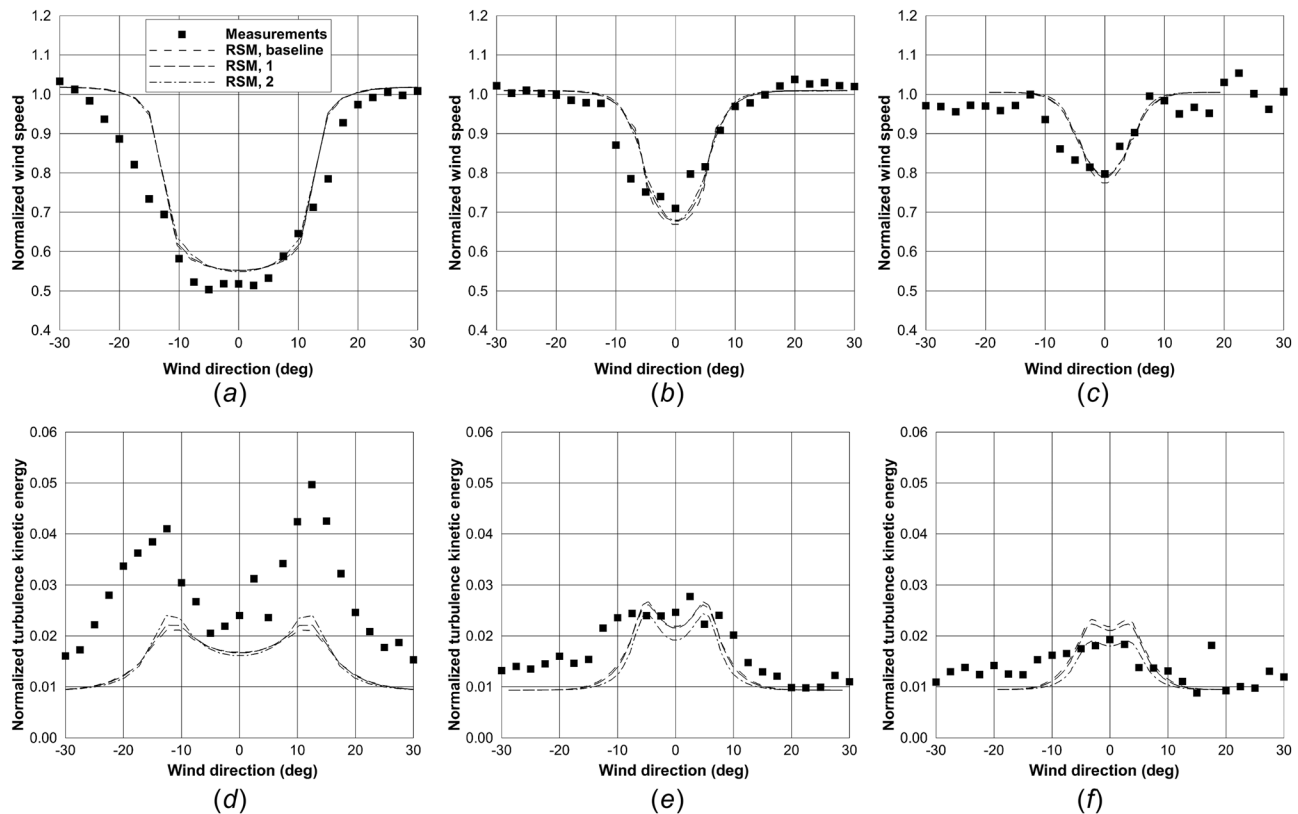 1.2
1.1
1.0
0.9
0.8
0.7
0.6
0.5
0.4
Normalized wind speed
Measurements
RSM, baseline
RSM, 1
RSM, 2
-30 -20 -10 0 10 20 30
Wind direction (deg)
(a)
1.2
1.1
1.0
0.9
0.8
0.7
0.6
0.5
0.4
Normalized wind speed
-30 -20 -10 0 10 20 30
Wind direction (deg)
(b)
1.2
1.1
1.0
0.9
0.8
0.7
0.6
0.5
0.4
Normalized wind speed
-30 -20 -10 0 10 20 30
Wind direction (deg)
(c)
0.06
0.05
0.04
0.03
0.02
0.01
0.00
Normalized turbulence kinetic energy
-30 -20 -10 0 10 20 30
Wind direction (deg)
(d)
0.06
0.05
0.04
0.03
0.02
0.01
0.00
Normalized turbulence kinetic energy
-30 -20 -10 0 10 20 30
Wind direction (deg)
(e)
0.06
0.05
0.04
0.03
0.02
0.01
0.00
Normalized turbulence kinetic energy
-30 -20 -10 0 10 20 30
Wind direction (deg)
(f)